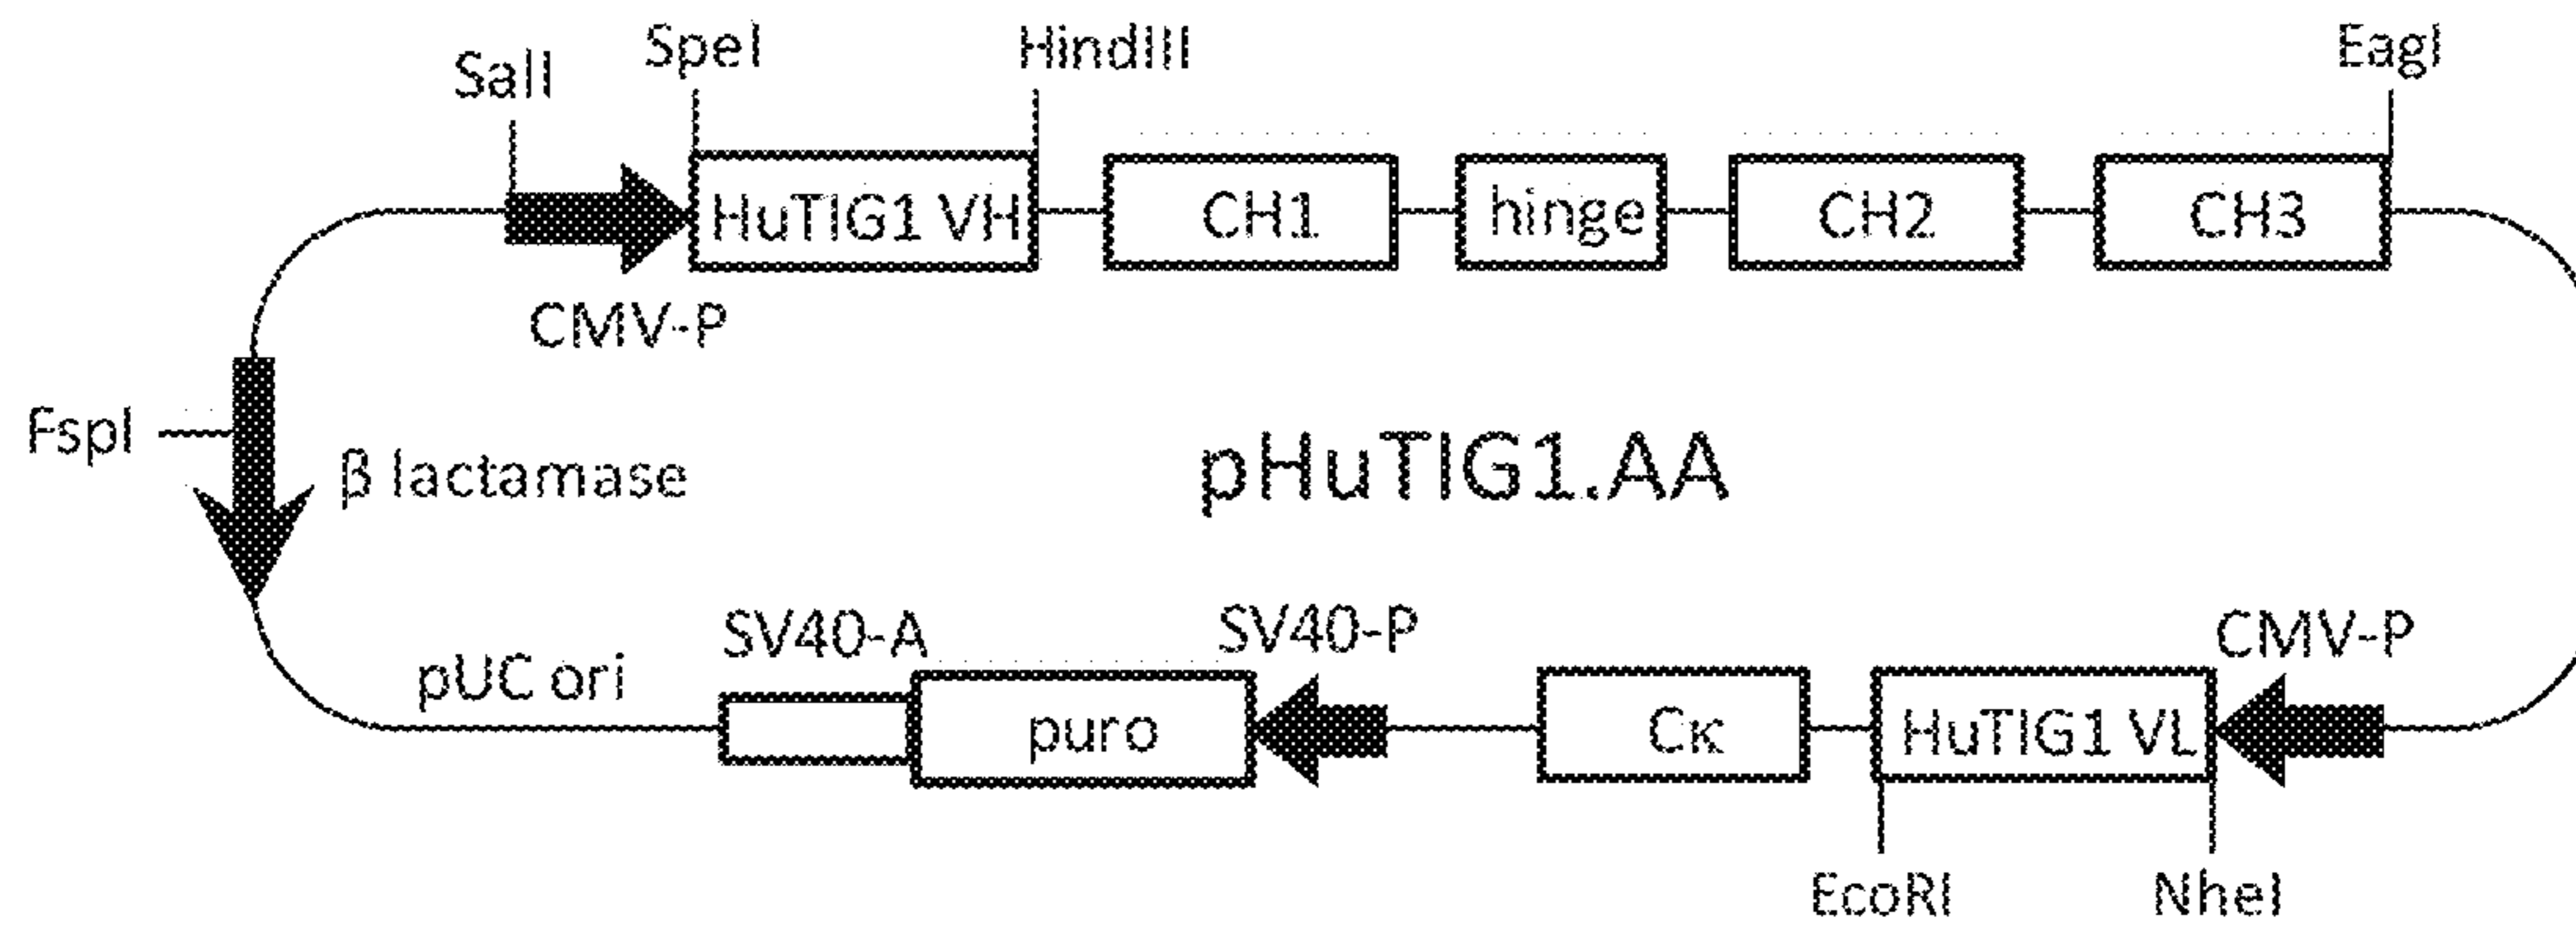 SalI
SpeI
HindIII
EagI
HuTIG1 VH
CH1
hinge
CH2
CH3
CMV-P
FspI
β lactamase
pHuTIG1.AA
pUC ori
SV40-A
puro
SV40-P
Cκ
HuTIG1 VL
CMV-P
EcoRI
NheI